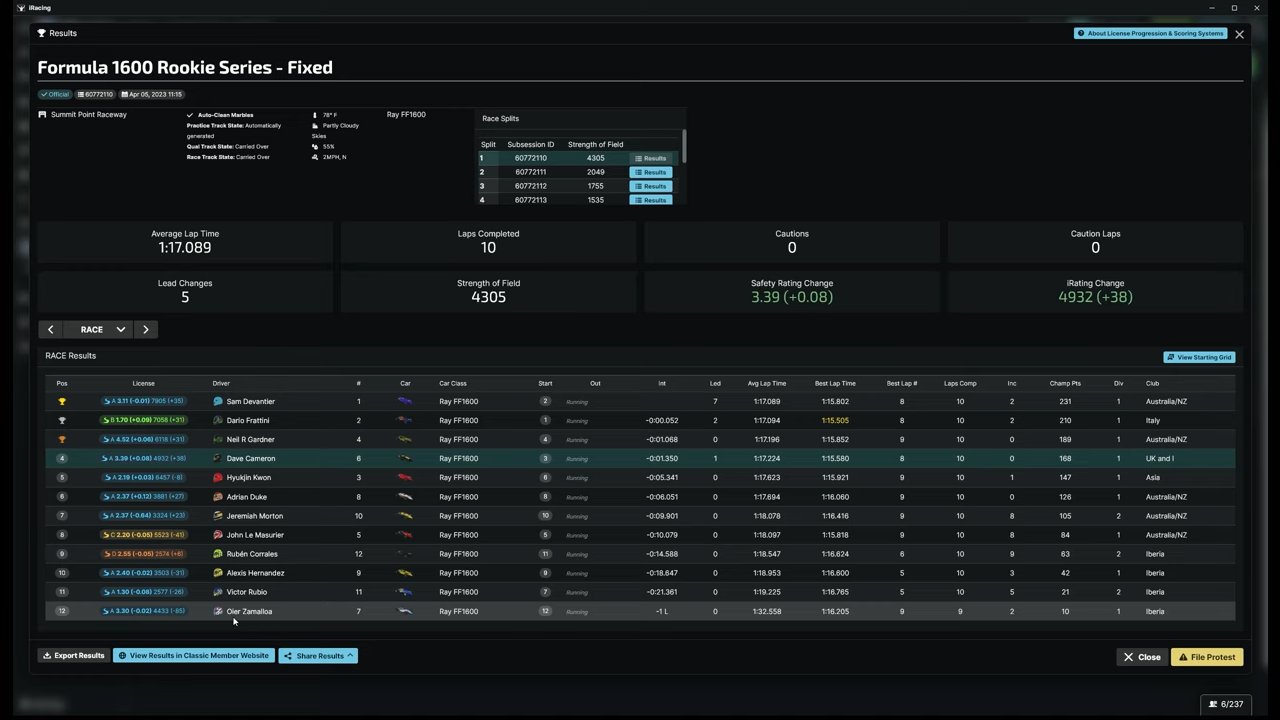 iRacing
Results
About License Progression & Scoring Systems
Formula 1600 Rookie Series - Fixed
Official 60772110 Apr 05, 2023 11:15
Summit Point Raceway
Auto-Clean Marbles
Practice Track State: Automatically
generated
Qual Track State: Carried Over
Race Track State: Carried Over
78° F
Partly Cloudy
Skies
55%
2MPH, N
Ray FF1600
Race Splits
Split Subsession ID Strength of Field
1 60772110 4305 Results
2 60772111 2049 Results
3 60772112 1755 Results
4 60772113 1535 Results
Average Lap Time Laps Completed Cautions Caution Laps
1:17.089 10 0 0
Lead Changes Strength of Field Safety Rating Change iRating Change
5 4305 3.39 (+0.08) 4932 (+38)
RACE
RACE Results
View Starting Grid
Pos License Driver # Car Car Class Start Out Int Led Avg Lap Time Best Lap Time Best Lap # Laps Comp Inc Champ Pts Div Club
A 3.11 (-0.01) 7905 (+35) Sam Devantier 1 Ray FF1600 2 Running 7 1:17.089 1:15.802 8 10 2 231 1 Australia/NZ
B 1.70 (+0.09) 7058 (+31) Dario Frattini 2 Ray FF1600 1 Running -0:00.052 2 1:17.094 1:15.505 8 10 2 210 1 Italy
A 4.52 (+0.06) 6118 (+31) Neil R Gardner 4 Ray FF1600 4 Running -0:01.068 0 1:17.196 1:15.852 8 10 0 189 1 Australia/NZ
4 A 3.39 (+0.08) 4932 (+38) Dave Cameron 6 Ray FF1600 3 Running -0:01.350 1 1:17.224 1:15.580 8 10 0 168 1 UK and I
5 A 2.19 (+0.03) 6457 (-8) Hyukjin Kwon 3 Ray FF1600 6 Running -0:05.341 0 1:17.623 1:15.921 9 10 1 147 1 Asia
6 A 2.37 (+0.12) 3881 (+27) Adrian Duke 8 Ray FF1600 8 Running -0:06.051 0 1:17.694 1:16.060 9 10 0 126 1 Australia/NZ
7 A 2.37 (-0.64) 3324 (+23) Jeremiah Morton 10 Ray FF1600 10 Running -0:09.901 0 1:18.078 1:16.416 9 10 8 105 2 Australia/NZ
8 C 2.20 (-0.05) 5523 (-41) John Le Masurier 5 Ray FF1600 5 Running -0:10.079 0 1:18.097 1:15.818 9 10 8 84 1 Australia/NZ
9 D 2.55 (-0.05) 2574 (+6) Rubén Corrales 12 Ray FF1600 11 Running -0:14.588 0 1:18.547 1:16.624 6 10 9 63 2 Iberia
10 A 2.40 (-0.02) 3503 (-31) Alexis Hernandez 9 Ray FF1600 9 Running -0:18.647 0 1:18.953 1:16.300 5 10 3 42 1 Iberia
11 A 1.30 (-0.08) 2577 (-26) Victor Rubio 11 Ray FF1600 7 Running -0:21.361 0 1:19.225 1:16.765 5 10 5 21 2 Iberia
12 A 3.30 (-0.02) 4433 (-85) Oier Zamalloa 7 Ray FF1600 12 Running -1 L 0 1:32.558 1:16.205 9 9 2 10 1 Iberia
Export Results View Results in Classic Member Website Share Results Close File Protest
6/237